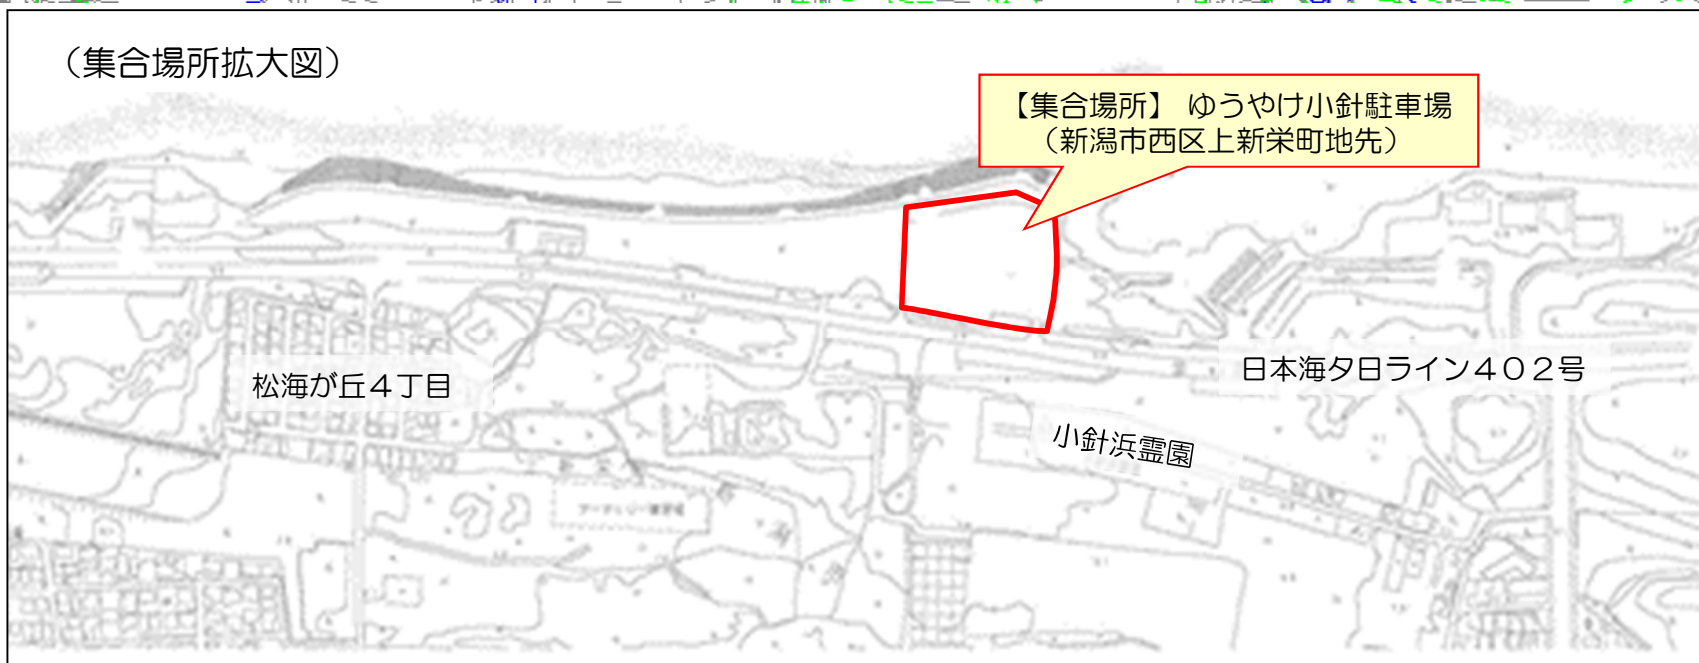 （集合場所拡大図）
【集合場所】 ゆうやけ小針駐車場
（新潟市西区上新栄町地先）
日本海夕日ライン４０２号
松海が丘４丁目
小針浜霊園